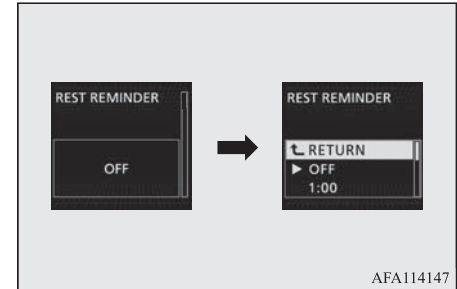 REST REMINDER
OFF
REST REMINDER
RETURN
OFF
1:00
AFA114147